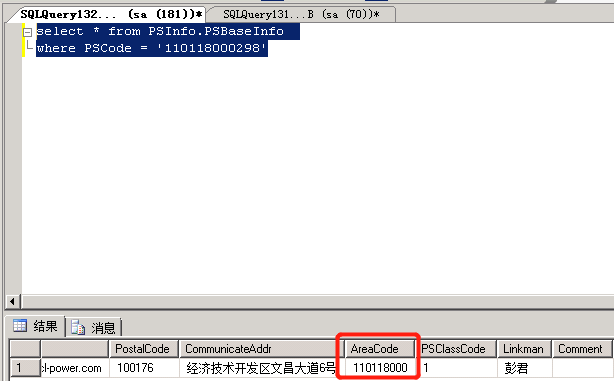 SQLQuery132... (sa (181))* SQLQuery131...B (sa (70))*
select * from PSInfo.PSBaseInfo
where PSCode = '110118000298'
结果 消息
PostalCode CommunicateAddr AreaCode PSClassCode Linkman Comment
1 cl-power.com 100176 经济技术开发区文昌大道6号 110118000 1 彭君